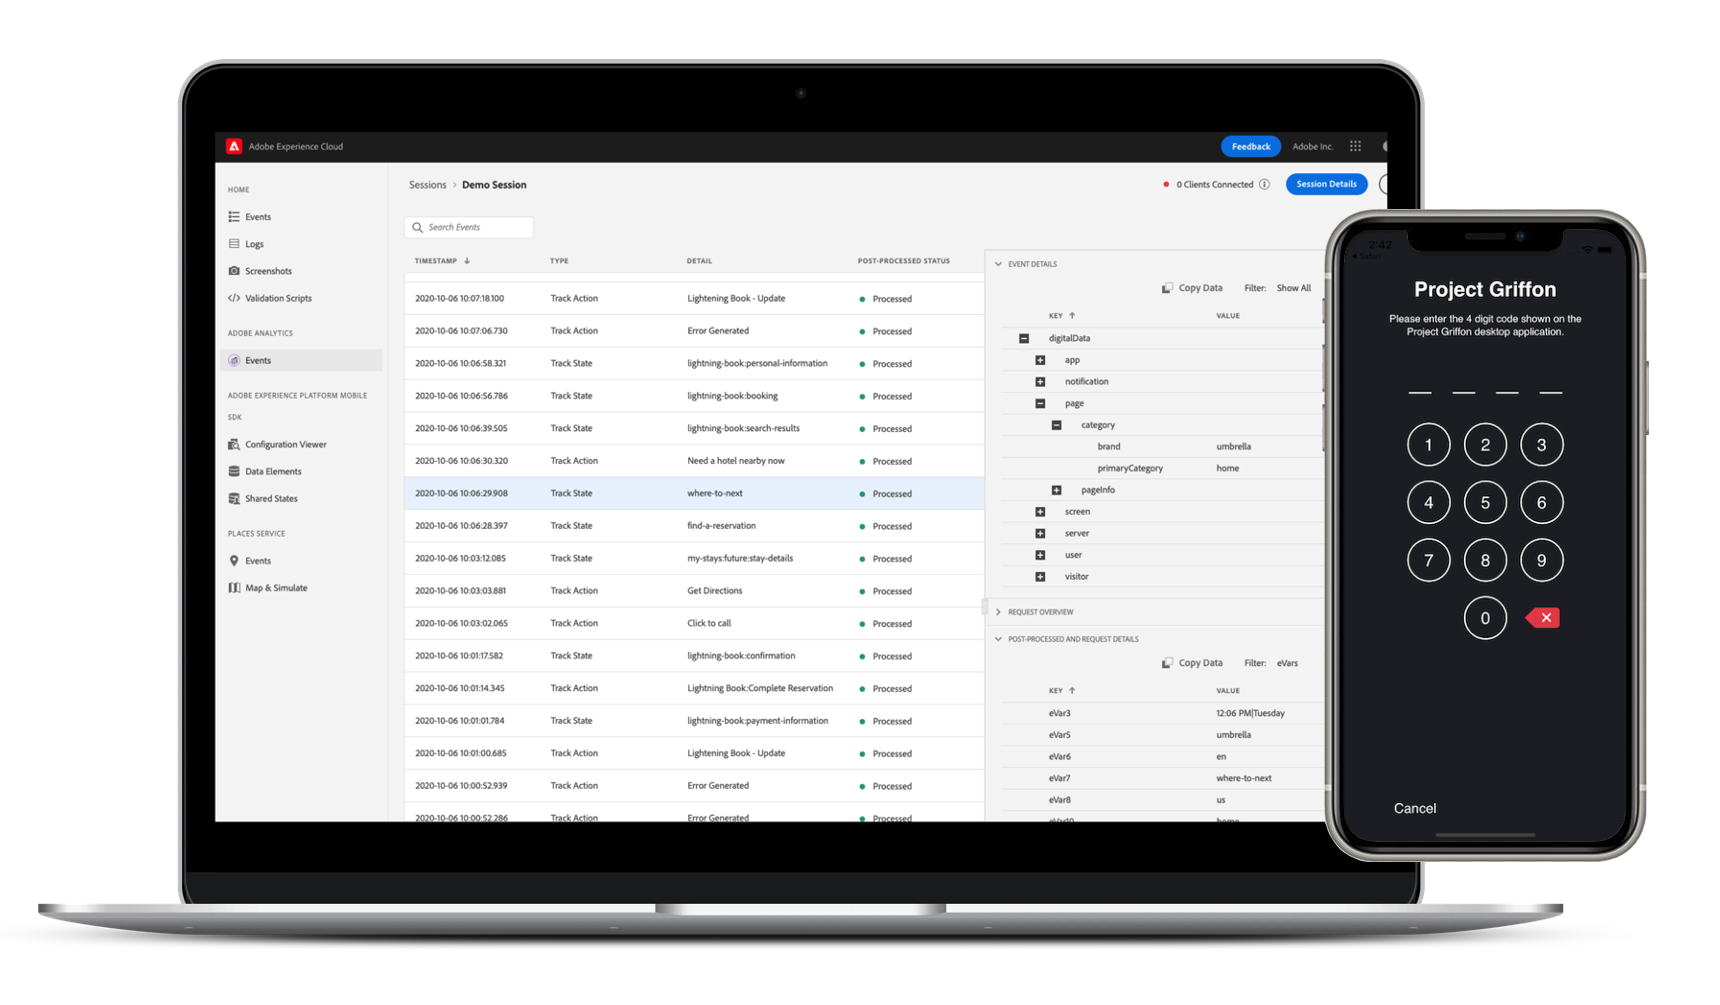 Adobe Experience Cloud
Feedback
Adobe Inc.
HOME
Events
Logs
Screenshots
Validation Scripts
ADOBE ANALYTICS
Events
ADOBE EXPERIENCE PLATFORM MOBILE
SDK
Configuration Viewer
Data Elements
Shared States
PLACES SERVICE
Events
Map & Simulate
Sessions > Demo Session
0 Clients Connected
Session Details
Search Events
TIMESTAMP TYPE DETAIL POST-PROCESSED STATUS
2020-10-06 10:07:18.100 Track Action Lightening Book - Update Processed
2020-10-06 10:07:06.730 Track Action Error Generated Processed
2020-10-06 10:06:58.321 Track State lightning-book:personal-information Processed
2020-10-06 10:06:56.786 Track State lightning-book:booking Processed
2020-10-06 10:06:39.505 Track State lightning-book:search-results Processed
2020-10-06 10:06:30.320 Track Action Need a hotel nearby now Processed
2020-10-06 10:06:29.908 Track State where-to-next Processed
2020-10-06 10:06:28.397 Track State find-a-reservation Processed
2020-10-06 10:03:12.085 Track State my-stays:future:stay-details Processed
2020-10-06 10:03:03.881 Track Action Get Directions Processed
2020-10-06 10:03:02.065 Track Action Click to call Processed
2020-10-06 10:01:17.582 Track State lightning-book:confirmation Processed
2020-10-06 10:01:14.345 Track Action Lightning Book:Complete Reservation Processed
2020-10-06 10:01:01.784 Track State lightning-book:payment-information Processed
2020-10-06 10:01:00.685 Track Action Lightening Book - Update Processed
2020-10-06 10:00:52.939 Track Action Error Generated Processed
2020-10-06 10:00:52.286 Track Action Error Generated Processed
EVENT DETAILS
Copy Data Filter: Show All
KEY VALUE
digitalData
app
notification
page
category
brand umbrella
primaryCategory home
pageInfo
screen
server
user
visitor
REQUEST OVERVIEW
POST-PROCESSED AND REQUEST DETAILS
Copy Data Filter: eVars
KEY VALUE
eVar3 12:06 PM|Tuesday
eVar5 umbrella
eVar6 en
eVar7 where-to-next
eVar8 us
eVar10 home
2:42
Safari
Project Griffon
Please enter the 4 digit code shown on the
Project Griffon desktop application.
1 2 3
4 5 6
7 8 9
0
Cancel